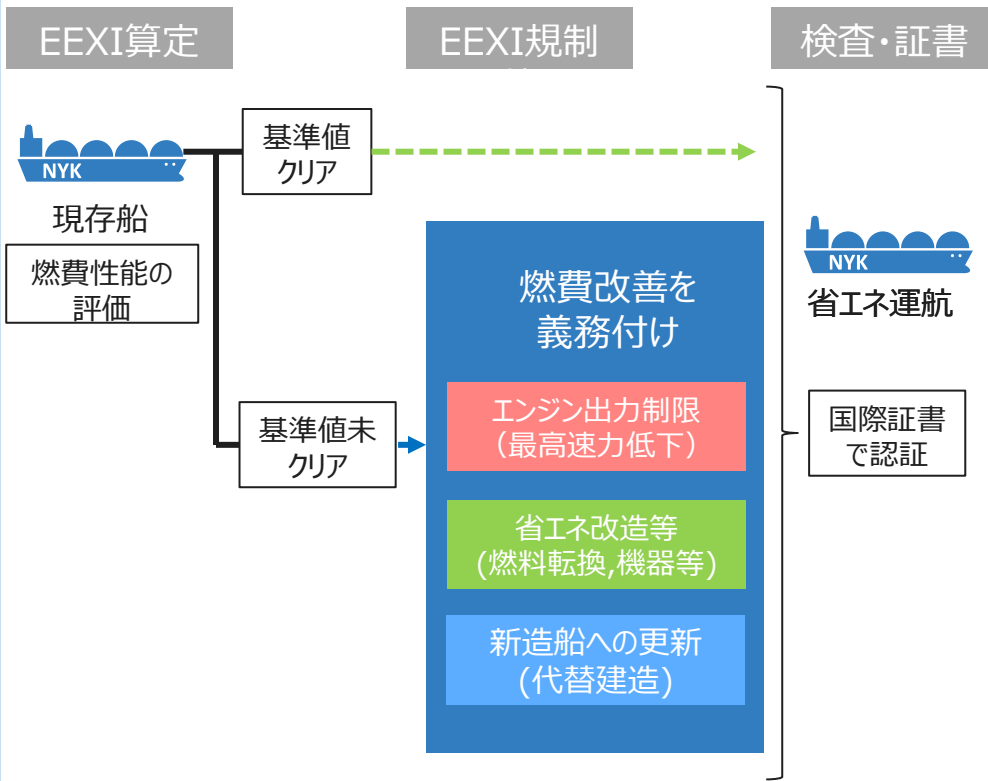 EEXI算定
EEXI規制
検査・証書
基準値
クリア
NYK
現存船
燃費性能の
評価
燃費改善を
義務付け
NYK
省エネ運航
エンジン出力制限
（最高速力低下）
基準値未
クリア
国際証書
で認証
省エネ改造等
(燃料転換,機器等)
新造船への更新
(代替建造)